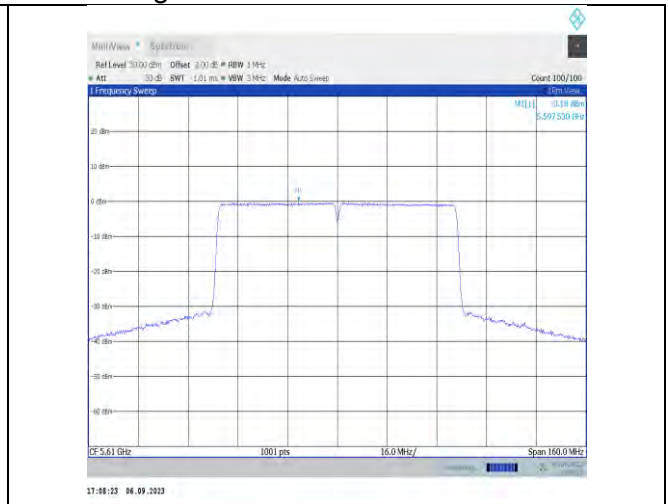 MultiView Spectrum
Ref Level 30.00 dBm Offset 2.00 dB RBW 1 MHz
Att 30 dB SWT 1.01 ms VBW 3 MHz Mode Auto Sweep Count 100/100
1 Frequency Sweep 1Rm View
M1[1] -0.18 dBm
5.597530 GHz
20 dBm
10 dBm
0 dBm
M1
-10 dBm
-20 dBm
-30 dBm
-40 dBm
-50 dBm
-60 dBm
CF 5.61 GHz 1001 pts 16.0 MHz/ Span 160.0 MHz
17:08:23 06.09.2023